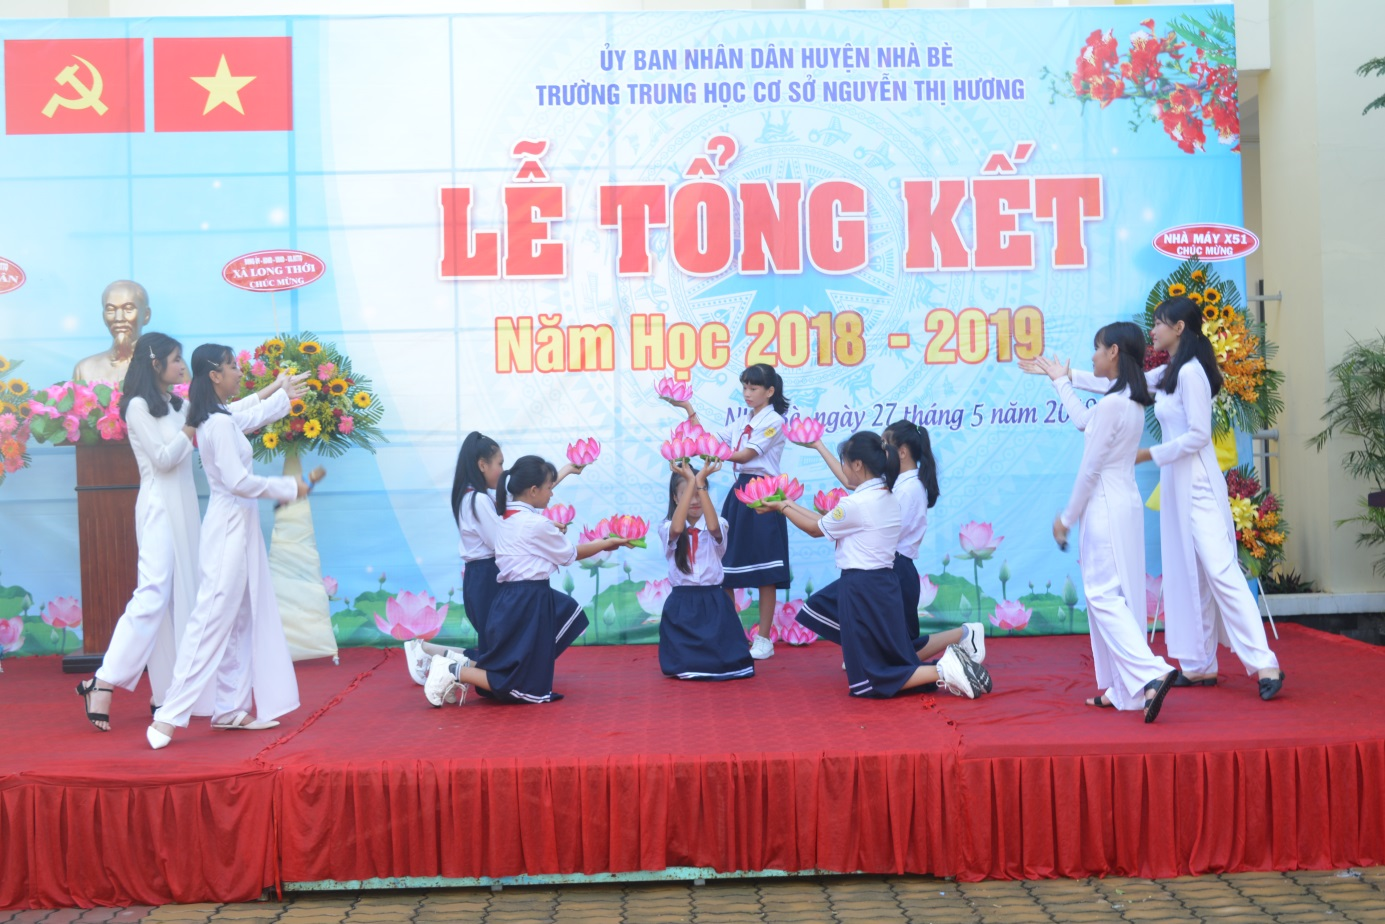 ỦY BAN NHÂN DÂN HUYỆN NHÀ BÈ
TRƯỜNG TRUNG HỌC CƠ SỞ NGUYỄN THỊ HƯƠNG
LỄ TỔNG KẾT
Năm Học 2018 - 2019
ngày 27 tháng 5 năm
XÃ LONG THỚI
CHÚC MỪNG
NHÀ MÁY X51
CHÚC MỪNG